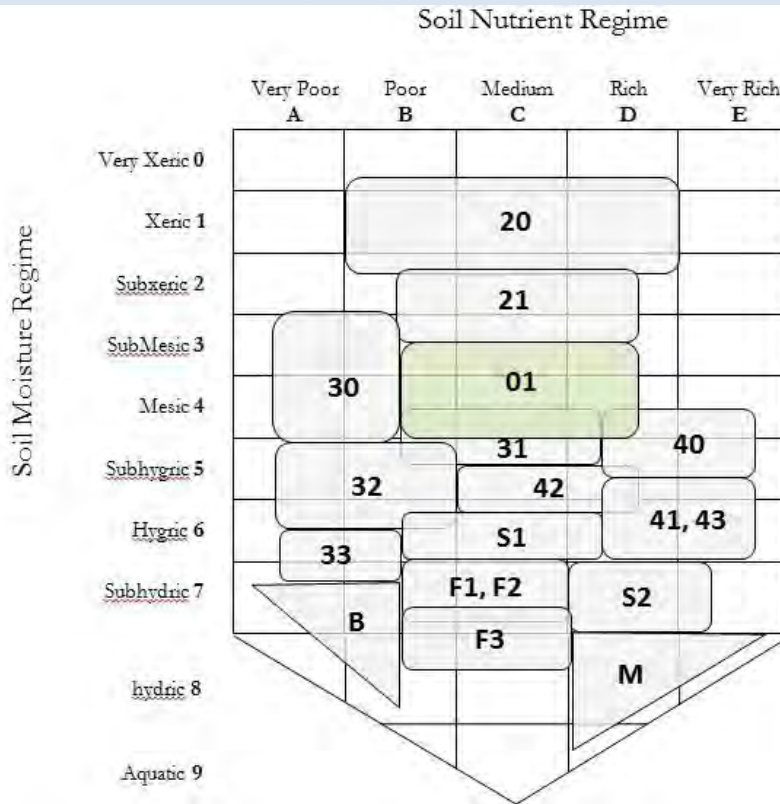 Soil Nutrient Regime
Very Poor Poor Medium Rich Very Rich
A B C D E
Very Xeric 0
Xeric 1
20
Subxeric 2
21
SubMesic 3
01
30
Mesic 4
31
40
Subhygric 5
32
42
41, 43
Hygric 6
S1
33
F1, F2
Subhydric 7
S2
B
F3
M
hydric 8
Aquatic 9
Soil Moisture Regime